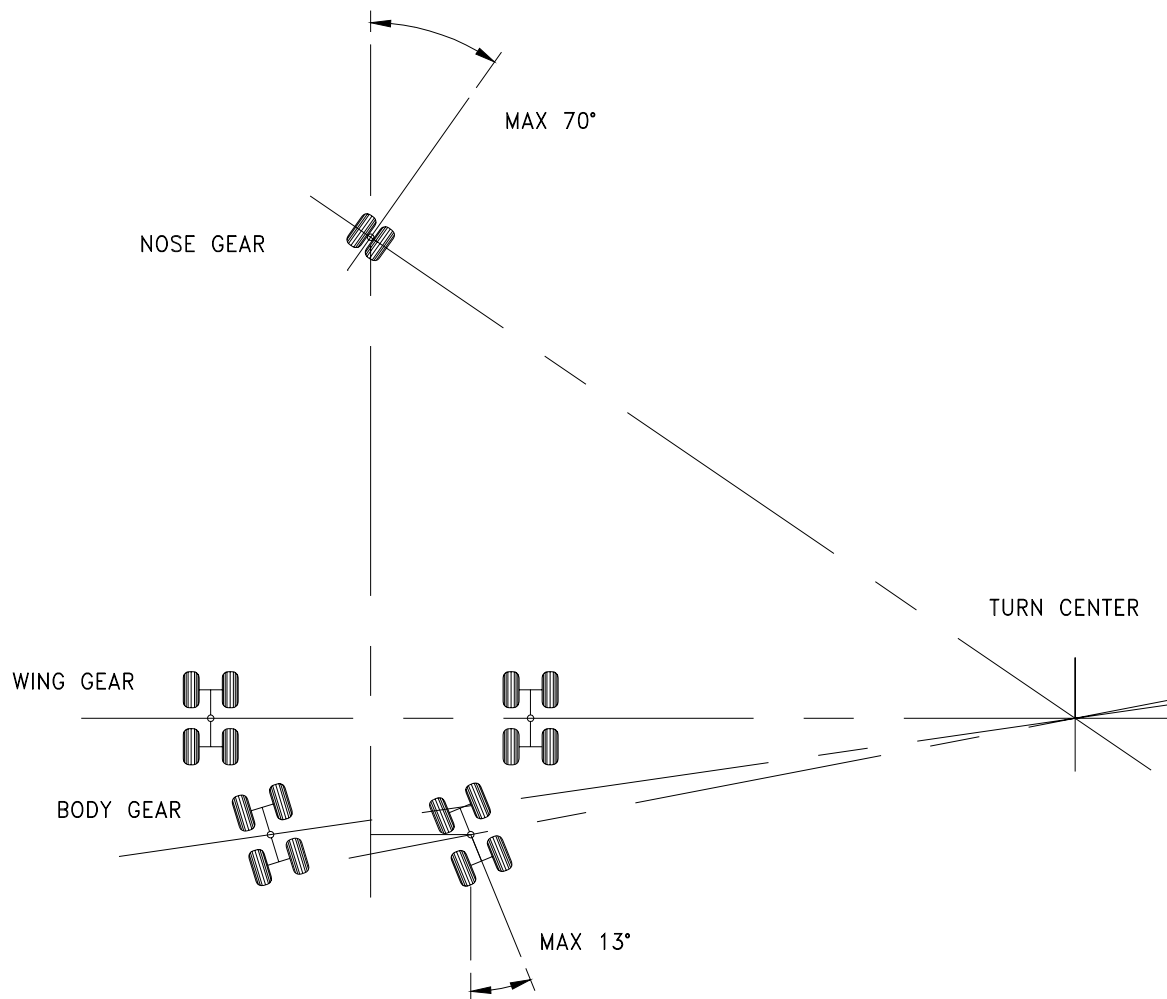 MAX 70°
NOSE GEAR
TURN CENTER
WING GEAR
BODY GEAR
MAX 13°